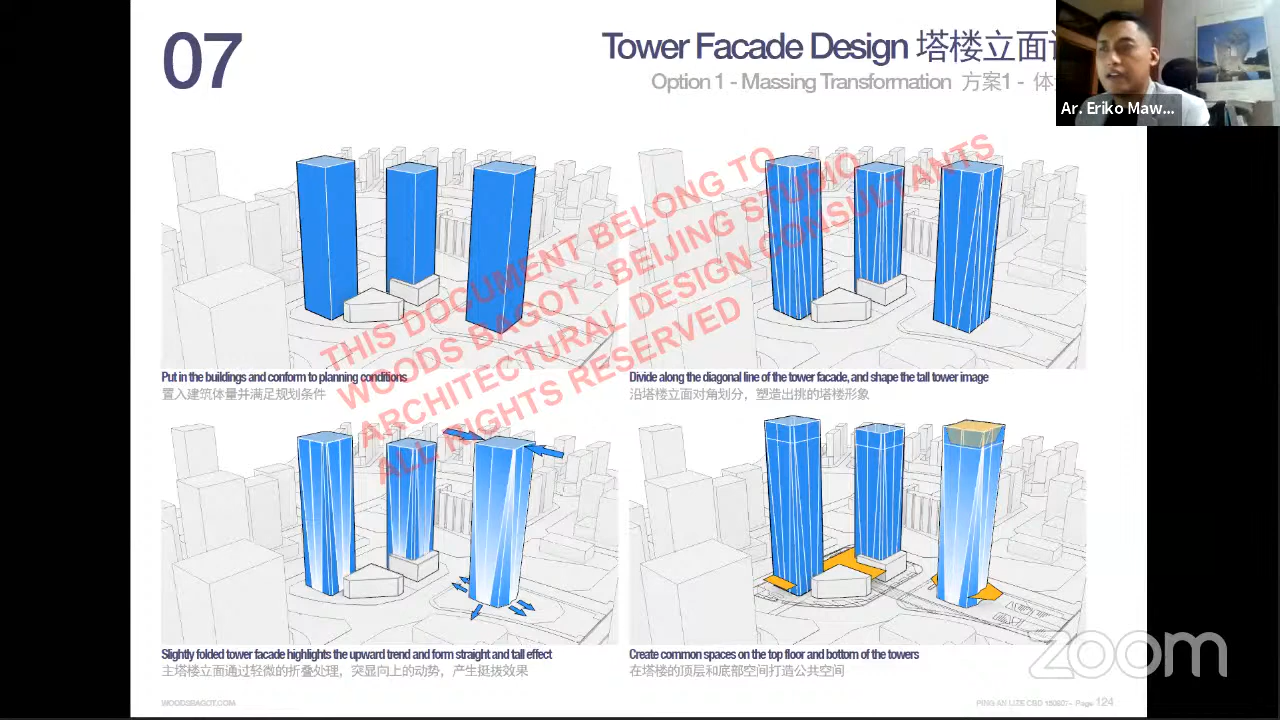 07
Tower Facade Design 塔楼立面
Option 1 - Massing Transformation 方案1 - 体
Ar. Eriko Maw...
THIS DOCUMENT BELONG TO
WOODS BAGOT - BEIJING STUDIO
ARCHITECTURAL DESIGN CONSULTANTS
ALL RIGHTS RESERVED
Put in the buildings and conform to planning conditions
置入建筑体量并满足规划条件
Divide along the diagonal line of the tower facade, and shape the tall tower image
沿塔楼立面对角划分，塑造出挑的塔楼形象
Slightly folded tower facade highlights the upward trend and form straight and tall effect
主塔楼立面通过轻微的折叠处理，突显向上的动势，产生挺拔效果
Create common spaces on the top floor and bottom of the towers
在塔楼的顶层和底部空间打造公共空间
zoom
WOODSBAGOT.COM
PING AN LIZE CBD 150827 - Page 124